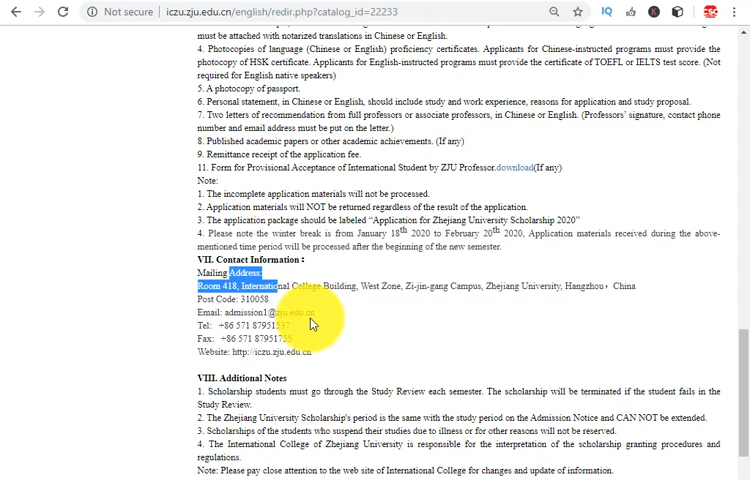 Not secure | iczu.zju.edu.cn/english/redir.php?catalog_id=22233
must be attached with notarized translations in Chinese or English.
4. Photocopies of language (Chinese or English) proficiency certificates. Applicants for Chinese-instructed programs must provide the
photocopy of HSK certificate. Applicants for English-instructed programs must provide the certificate of TOEFL or IELTS test score. (Not
required for English native speakers)
5. A photocopy of passport.
6. Personal statement, in Chinese or English, should include study and work experience, reasons for application and study proposal.
7. Two letters of recommendation from full professors or associate professors, in Chinese or English. (Professors' signature, contact phone
number and email address must be put on the letter.)
8. Published academic papers or other academic achievements. (If any)
9. Remittance receipt of the application fee.
11. Form for Provisional Acceptance of International Student by ZJU Professor.download(If any)
Note:
1. The incomplete application materials will not be processed.
2. Application materials will NOT be returned regardless of the result of the application.
3. The application package should be labeled “Application for Zhejiang University Scholarship 2020”
4. Please note the winter break is from January 18th 2020 to February 20th 2020, Application materials received during the above-
mentioned time period will be processed after the beginning of the new semester.
VII. Contact Information：
Mailing Address:
Room 418, International College Building, West Zone, Zi-jin-gang Campus, Zhejiang University, Hangzhou，China
Post Code: 310058
Email: admission1@zju.edu.cn
Tel: +86 571 87951537
Fax: +86 571 87951755
Website: http://iczu.zju.edu.cn
VIII. Additional Notes
1. Scholarship students must go through the Study Review each semester. The scholarship will be terminated if the student fails in the
Study Review.
2. The Zhejiang University Scholarship's period is the same with the study period on the Admission Notice and CAN NOT be extended.
3. Scholarships of the students who suspend their studies due to illness or for other reasons will not be reserved.
4. The International College of Zhejiang University is responsible for the interpretation of the scholarship granting procedures and
regulations.
Note: Please pay close attention to the web site of International College for changes and update of information.